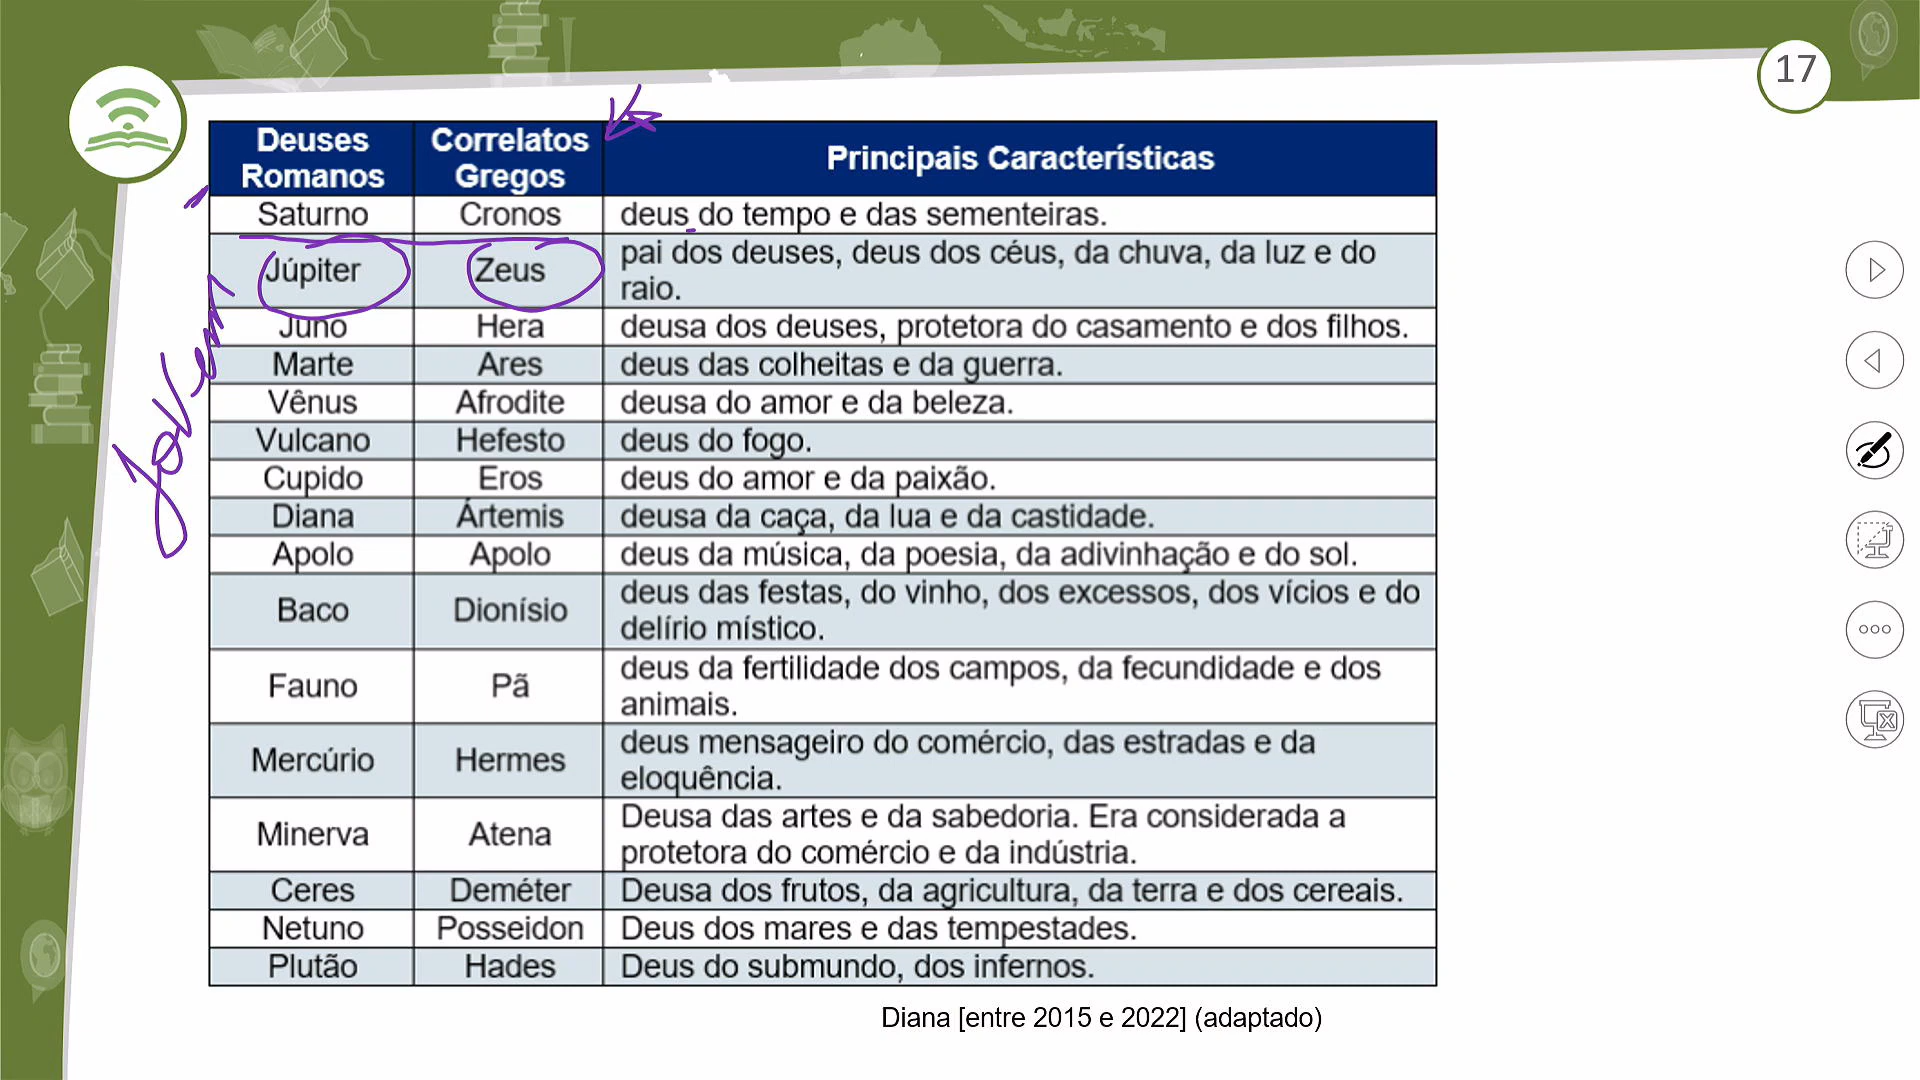 17
Deuses Romanos | Correlatos Gregos | Principais Características
Saturno | Cronos | deus do tempo e das sementeiras.
Júpiter | Zeus | pai dos deuses, deus dos céus, da chuva, da luz e do
raio.
Juno | Hera | deusa dos deuses, protetora do casamento e dos filhos.
Marte | Ares | deus das colheitas e da guerra.
Vênus | Afrodite | deusa do amor e da beleza.
Vulcano | Hefesto | deus do fogo.
Cupido | Eros | deus do amor e da paixão.
Diana | Ártemis | deusa da caça, da lua e da castidade.
Apolo | Apolo | deus da música, da poesia, da adivinhação e do sol.
Baco | Dionísio | deus das festas, do vinho, dos excessos, dos vícios e do
delírio místico.
Fauno | Pã | deus da fertilidade dos campos, da fecundidade e dos
animais.
Mercúrio | Hermes | deus mensageiro do comércio, das estradas e da
eloquência.
Minerva | Atena | Deusa das artes e da sabedoria. Era considerada a
protetora do comércio e da indústria.
Ceres | Deméter | Deusa dos frutos, da agricultura, da terra e dos cereais.
Netuno | Posseidon | Deus dos mares e das tempestades.
Plutão | Hades | Deus do submundo, dos infernos.
Diana [entre 2015 e 2022] (adaptado)